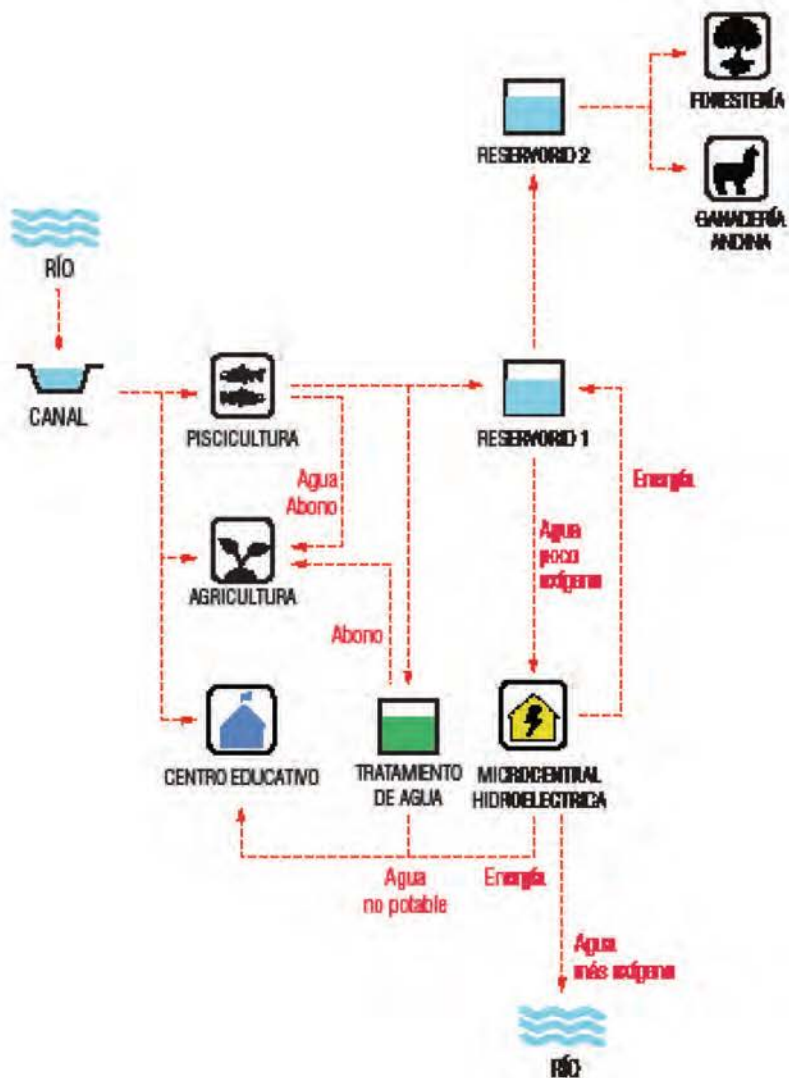 FORESTERÍA
RESERVORIO 2
GANADERÍA
ANDINA
RÍO
CANAL
PISCICULTURA
RESERVORIO 1
Agua
Abono
Energía
Agua
poco
oxígeno
AGRICULTURA
Abono
CENTRO EDUCATIVO
TRATAMIENTO
DE AGUA
MICROCENTRAL
HIDROELECTRICA
Agua
no potable
Energía
Agua
más oxígeno
RÍO